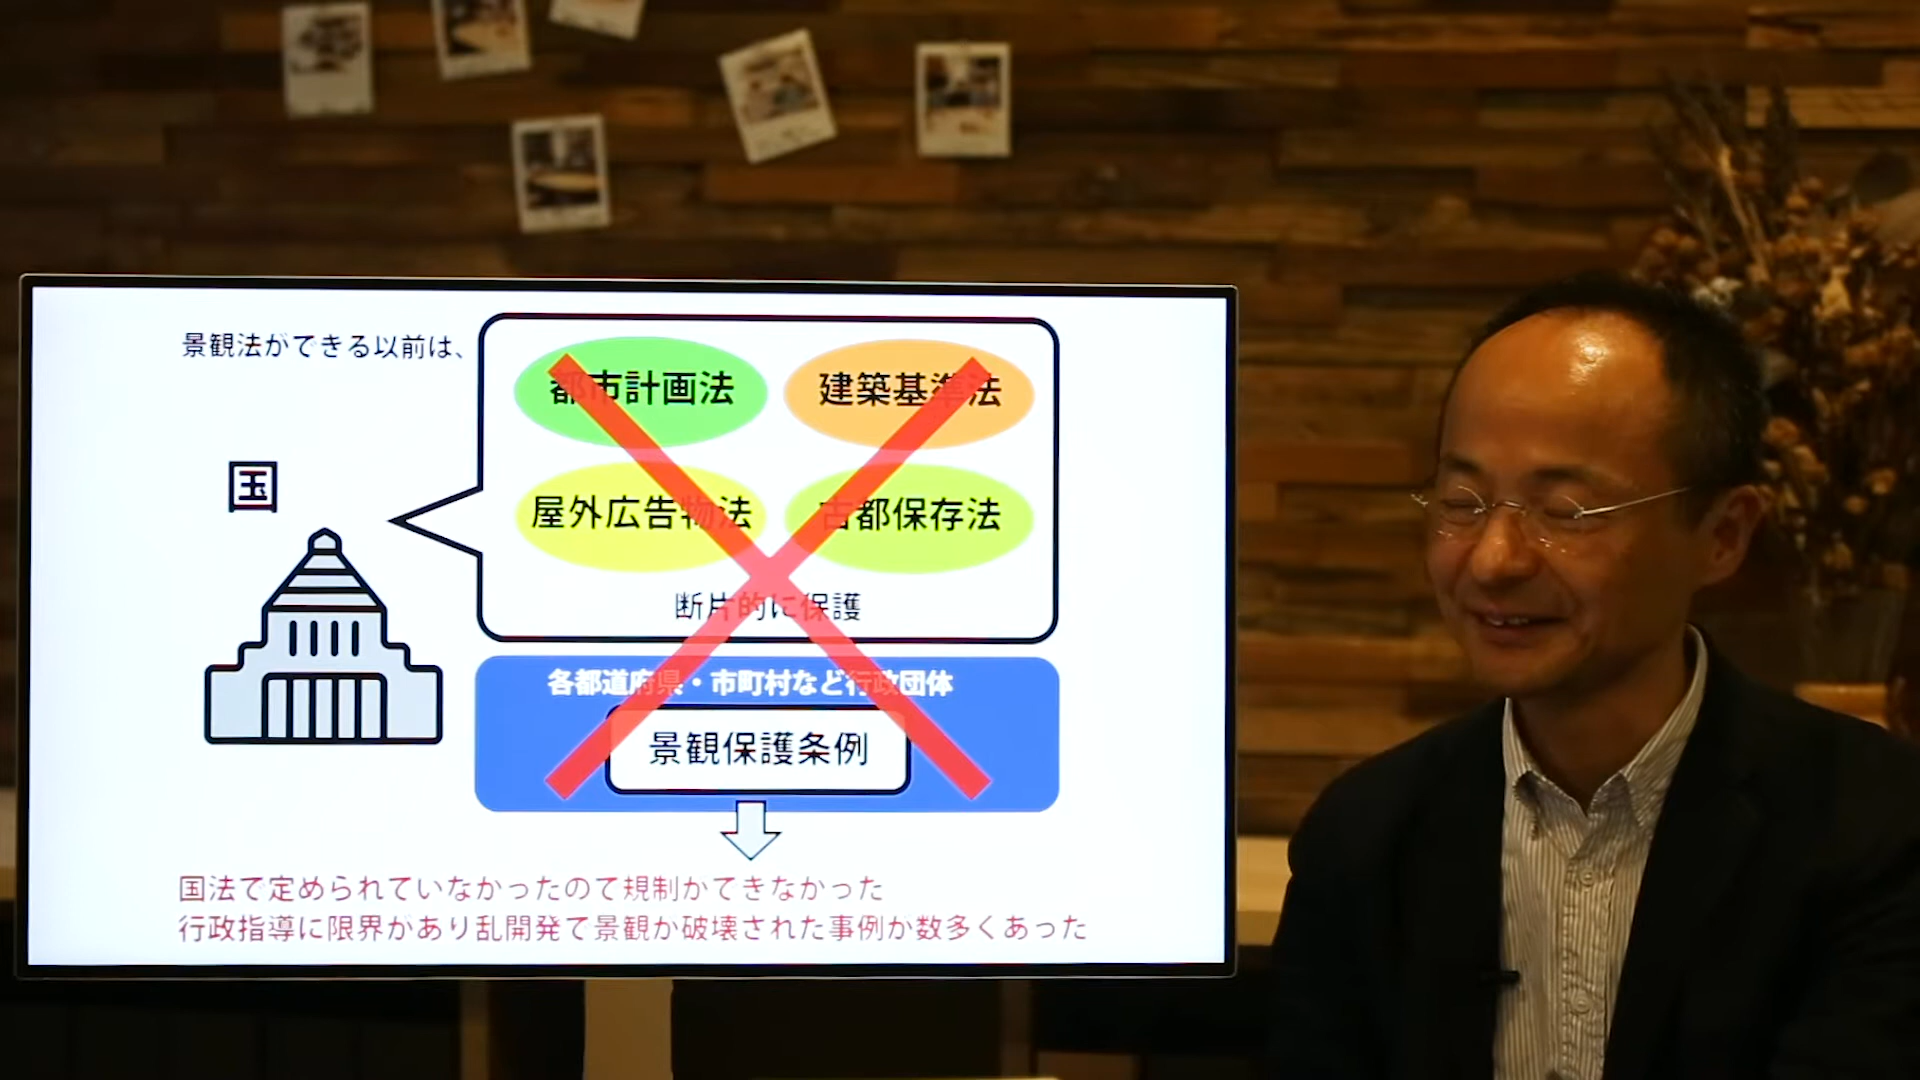 景観法ができる以前は、
国
都市計画法
建築基準法
屋外広告物法
古都保存法
断片的に保護
各都道府県・市町村など行政団体
景観保護条例
国法で定められていなかったので規制ができなかった
行政指導に限界があり乱開発で景観が破壊された事例が数多くあった